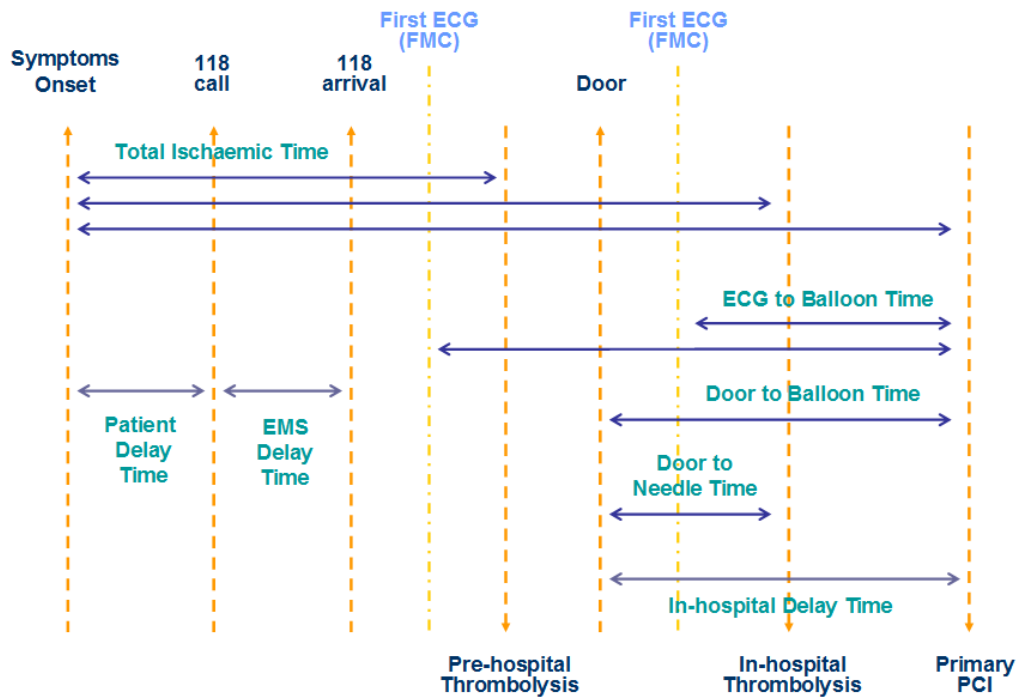 First ECG
(FMC)
First ECG
(FMC)
Symptoms
Onset
118
call
118
arrival
Door
Total Ischaemic Time
ECG to Balloon Time
Door to Balloon Time
Patient
Delay
Time
EMS
Delay
Time
Door to
Needle Time
In-hospital Delay Time
Pre-hospital
Thrombolysis
In-hospital
Thrombolysis
Primary
PCI